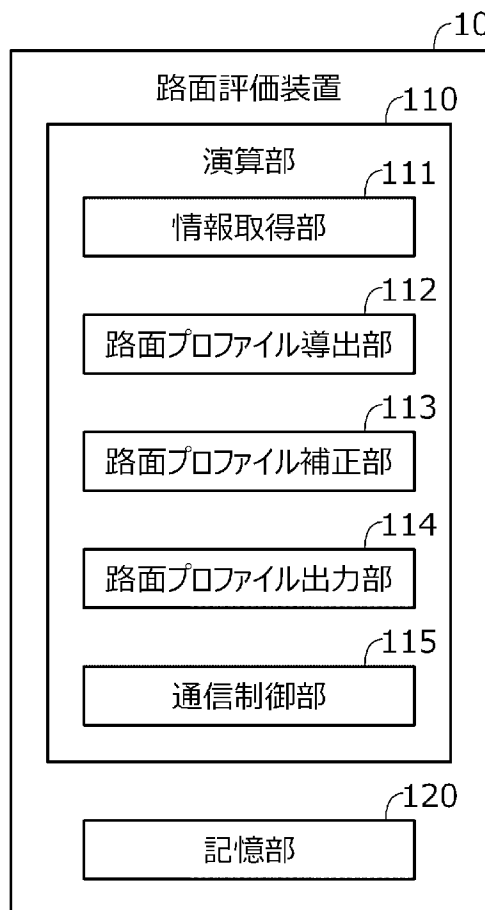 10
路面評価装置
110
演算部
111
情報取得部
112
路面プロファイル導出部
113
路面プロファイル補正部
114
路面プロファイル出力部
115
通信制御部
120
記憶部